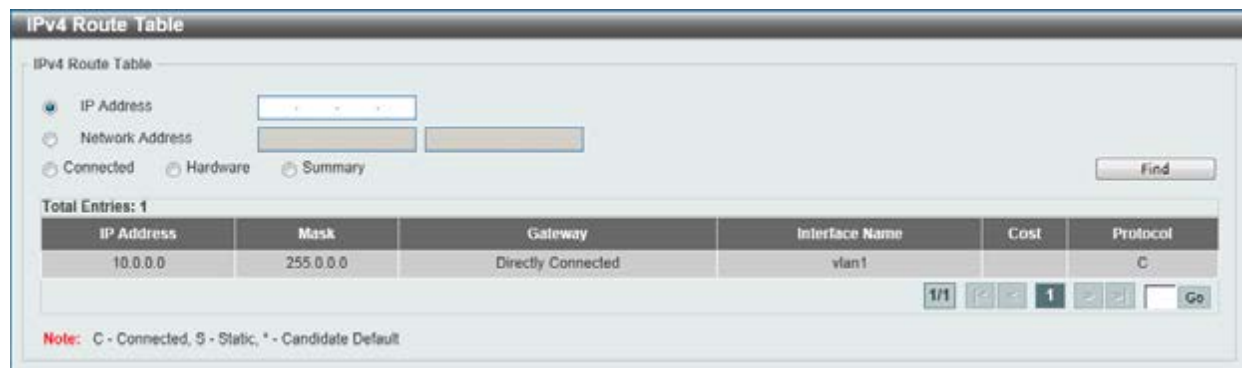 IPv4 Route Table
IPv4 Route Table
IP Address
Network Address
Connected Hardware Summary Find
Total Entries: 1
IP Address Mask Gateway Interface Name Cost Protocol
10.0.0.0 255.0.0.0 Directly Connected vlan1 C
1/1 |< < 1 > >| Go
Note: C - Connected, S - Static, * - Candidate Default